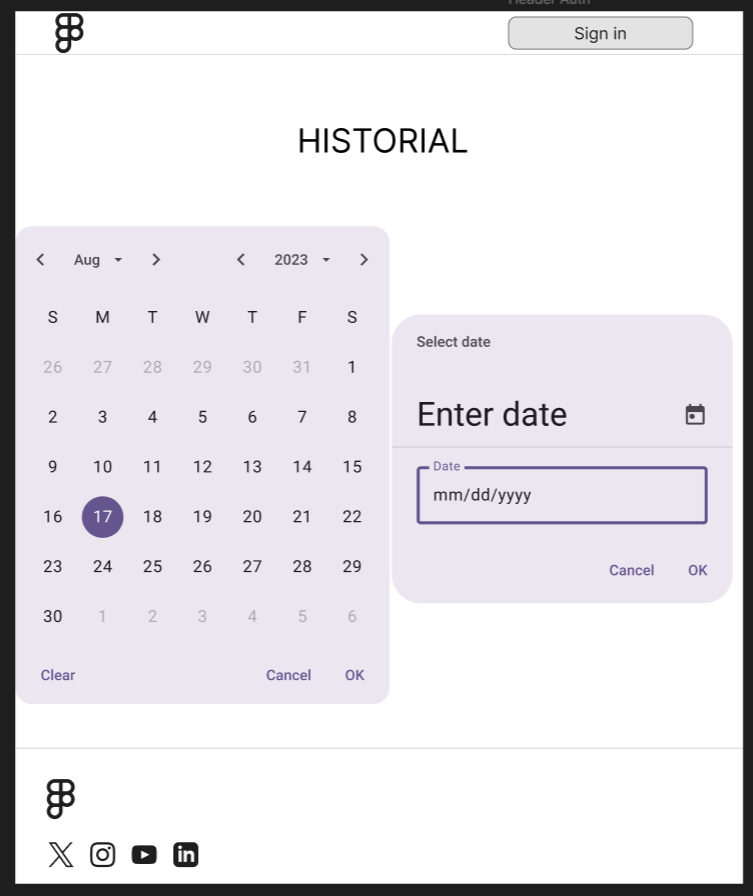 Header Auth
Sign in
HISTORIAL
Aug 2023
S M T W T F S
26 27 28 29 30 31 1
2 3 4 5 6 7 8
9 10 11 12 13 14 15
16 17 18 19 20 21 22
23 24 25 26 27 28 29
30 1 2 3 4 5 6
Clear Cancel OK
Select date
Enter date
Date
mm/dd/yyyy
Cancel OK
in